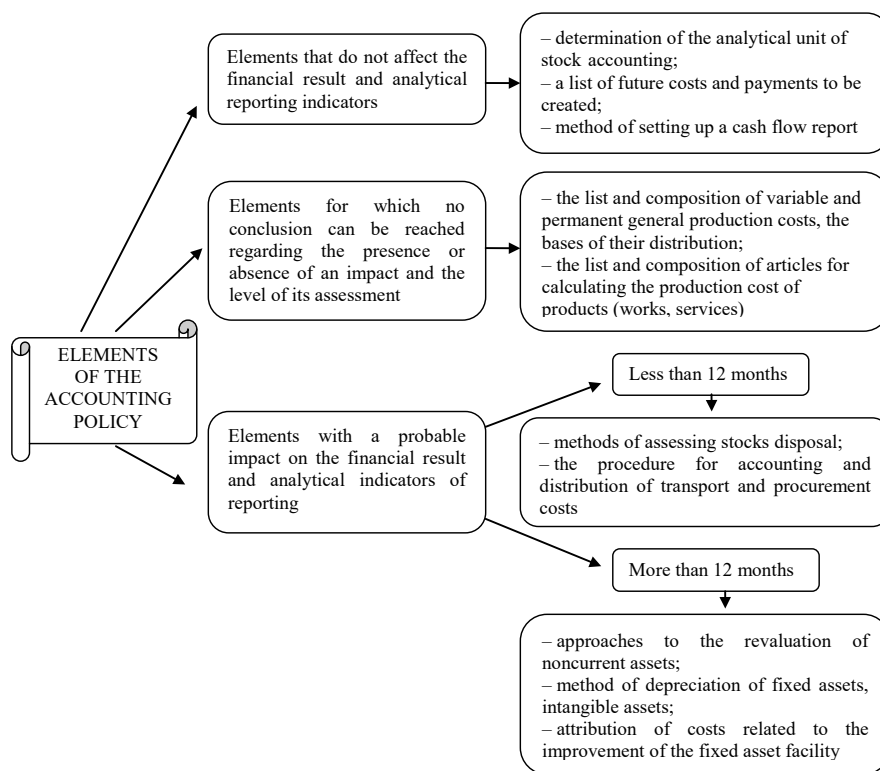 Elements that do not affect the
financial result and analytical
reporting indicators
– determination of the analytical unit of
stock accounting;
– a list of future costs and payments to be
created;
– method of setting up a cash flow report
Elements for which no
conclusion can be reached
regarding the presence or
absence of an impact and the
level of its assessment
– the list and composition of variable and
permanent general production costs, the
bases of their distribution;
– the list and composition of articles for
calculating the production cost of
products (works, services)
ELEMENTS
OF THE
ACCOUNTING
POLICY
Elements with a probable
impact on the financial result
and analytical indicators of
reporting
Less than 12 months
– methods of assessing stocks disposal;
– the procedure for accounting and
distribution of transport and procurement
costs
More than 12 months
– approaches to the revaluation of
noncurrent assets;
– method of depreciation of fixed assets,
intangible assets;
– attribution of costs related to the
improvement of the fixed asset facility